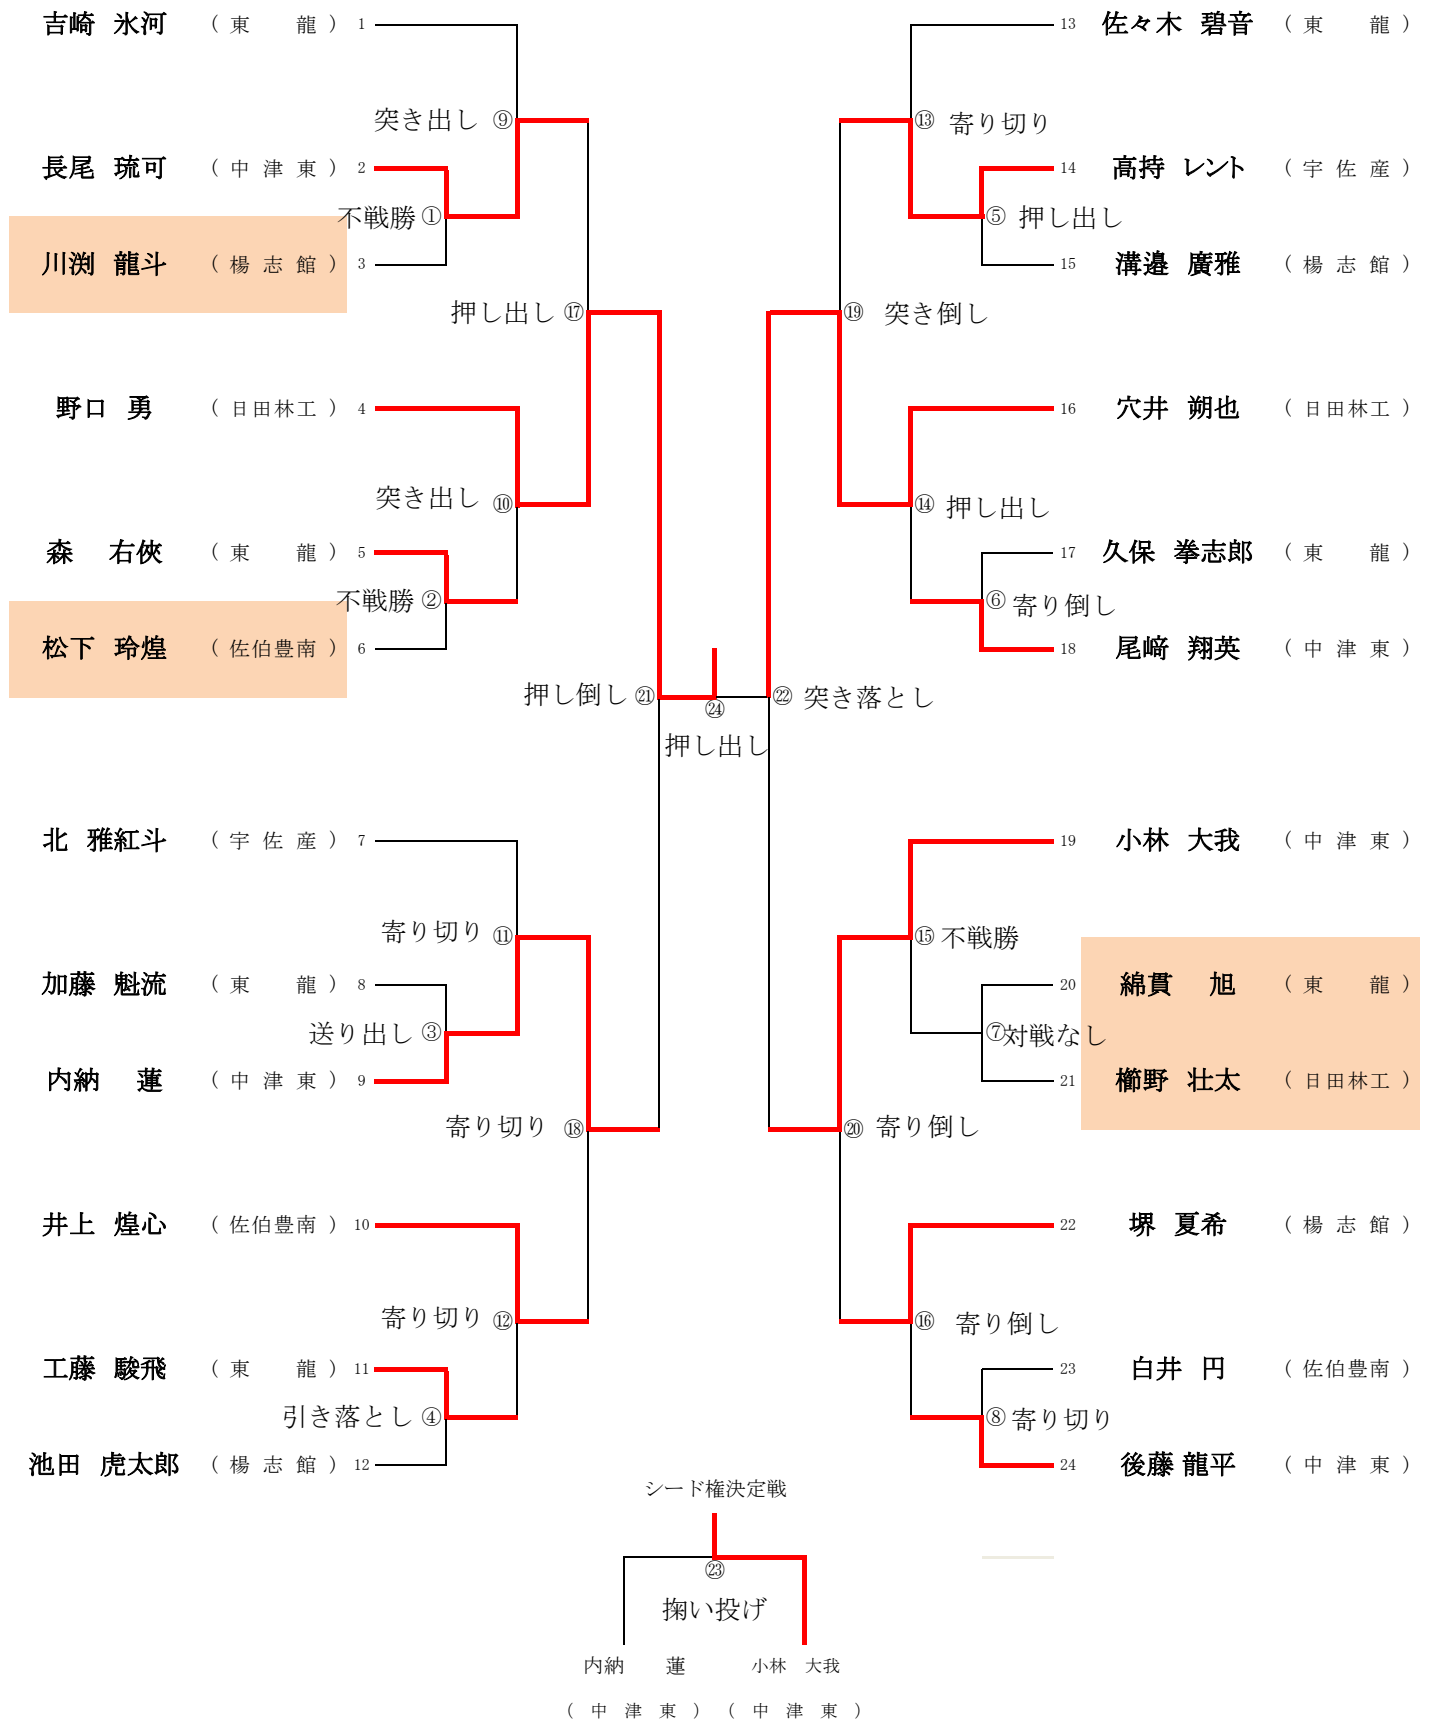 吉崎 氷河 （ 東 龍 ） 1
突き出し ⑨
長尾 琉可 （ 中 津 東 ） 2
不戦勝 ①
川渕 龍斗 （ 楊 志 館 ） 3
押し出し ⑰
野口 勇 （ 日田林工 ） 4
突き出し ⑩
森 右俠 （ 東 龍 ） 5
不戦勝 ②
松下 玲煌 （ 佐伯豊南 ） 6
押し倒し ㉑
北 雅紅斗 （ 宇 佐 産 ） 7
寄り切り ⑪
加藤 魁流 （ 東 龍 ） 8
送り出し ③
内納 蓮 （ 中 津 東 ） 9
寄り切り ⑱
井上 煌心 （ 佐伯豊南 ） 10
寄り切り ⑫
工藤 駿飛 （ 東 龍 ） 11
引き落とし ④
池田 虎太郎 （ 楊 志 館 ） 12
㉔
押し出し
13 佐々木 碧音 （ 東 龍 ）
⑬ 寄り切り
14 高持 レント （ 宇 佐 産 ）
⑤ 押し出し
15 溝邉 廣雅 （ 楊 志 館 ）
⑲ 突き倒し
16 穴井 朔也 （ 日田林工 ）
⑭ 押し出し
17 久保 拳志郎 （ 東 龍 ）
⑥ 寄り倒し
18 尾﨑 翔英 （ 中 津 東 ）
㉒ 突き落とし
19 小林 大我 （ 中 津 東 ）
⑮ 不戦勝
20 綿貫 旭 （ 東 龍 ）
⑦対戦なし
21 櫛野 壮太 （ 日田林工 ）
⑳ 寄り倒し
22 堺 夏希 （ 楊 志 館 ）
⑯ 寄り倒し
23 白井 円 （ 佐伯豊南 ）
⑧ 寄り切り
24 後藤 龍平 （ 中 津 東 ）
シード権決定戦
㉓
掬い投げ
内納 蓮 小林 大我
（ 中 津 東 ） （ 中 津 東 ）